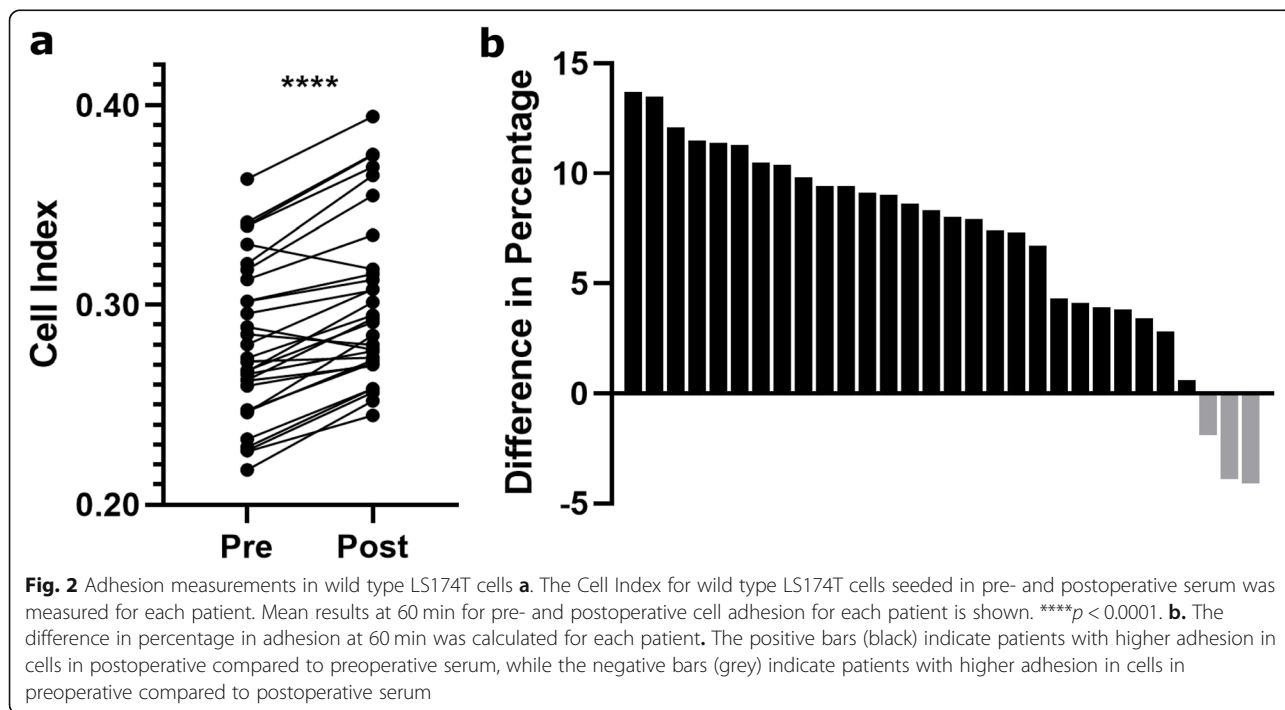 a
****
0.40
0.30
0.20
Cell Index
Pre Post
b
15
10
5
0
-5
Difference in Percentage
Fig. 2 Adhesion measurements in wild type LS174T cells a. The Cell Index for wild type LS174T cells seeded in pre- and postoperative serum was
measured for each patient. Mean results at 60 min for pre- and postoperative cell adhesion for each patient is shown. ****p < 0.0001. b. The
difference in percentage in adhesion at 60 min was calculated for each patient. The positive bars (black) indicate patients with higher adhesion in
cells in postoperative compared to preoperative serum, while the negative bars (grey) indicate patients with higher adhesion in cells in
preoperative compared to postoperative serum